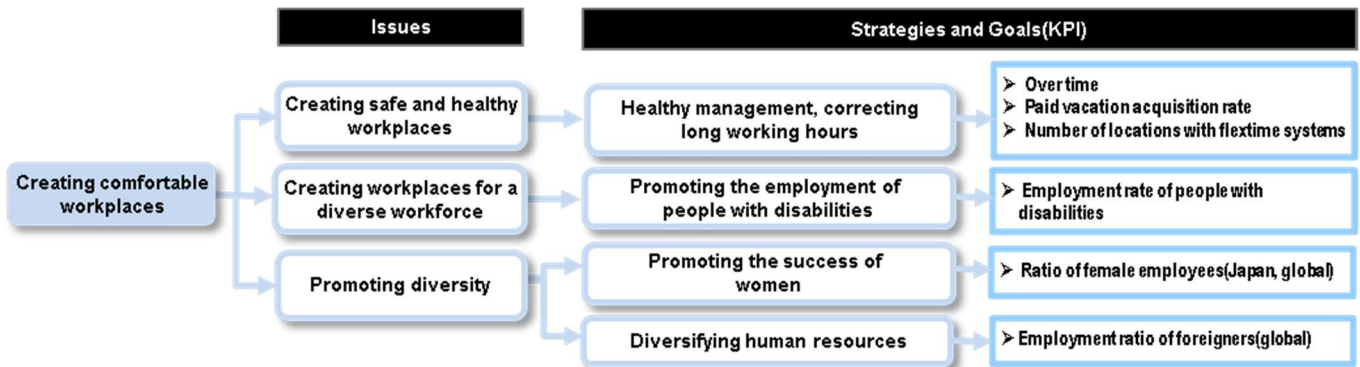 Issues
Strategies and Goals(KPI)
Creating comfortable
workplaces
Creating safe and healthy
workplaces
Healthy management, correcting
long working hours
➢ Overtime
➢ Paid vacation acquisition rate
➢ Number of locations with flextime systems
Creating workplaces for a
diverse workforce
Promoting the employment of
people with disabilities
➢ Employment rate of people with
disabilities
Promoting diversity
Promoting the success of
women
➢ Ratio of female employees(Japan, global)
Diversifying human resources
➢ Employment ratio of foreigners(global)